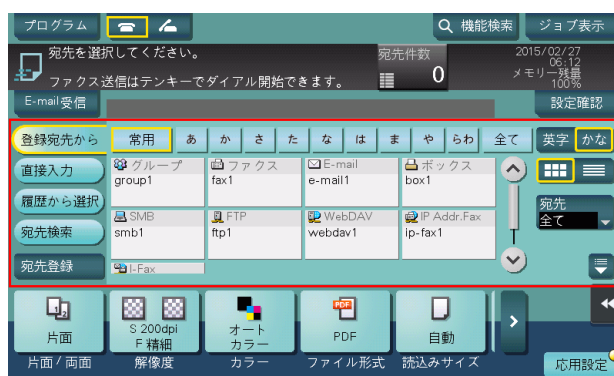 プログラム
機能検索
ジョブ表示
宛先を選択してください。
ファクス送信はテンキーでダイアル開始できます。
宛先件数
0
2015/02/27
06:12
メモリー残量
100%
E-mail受信
設定確認
登録宛先から
常用
あ
か
さ
た
な
は
ま
や
らわ
全て
英字
かな
直接入力
グループ
group1
ファクス
fax1
E-mail
e-mail1
ボックス
box1
履歴から選択
宛先検索
SMB
smb1
FTP
ftp1
WebDAV
webdav1
IP Addr.Fax
ip-fax1
宛先
全て
宛先登録
I-Fax
片面
片面 / 両面
S 200dpi
F 精細
解像度
オート
カラー
カラー
PDF
PDF
ファイル形式
自動
読込みサイズ
応用設定